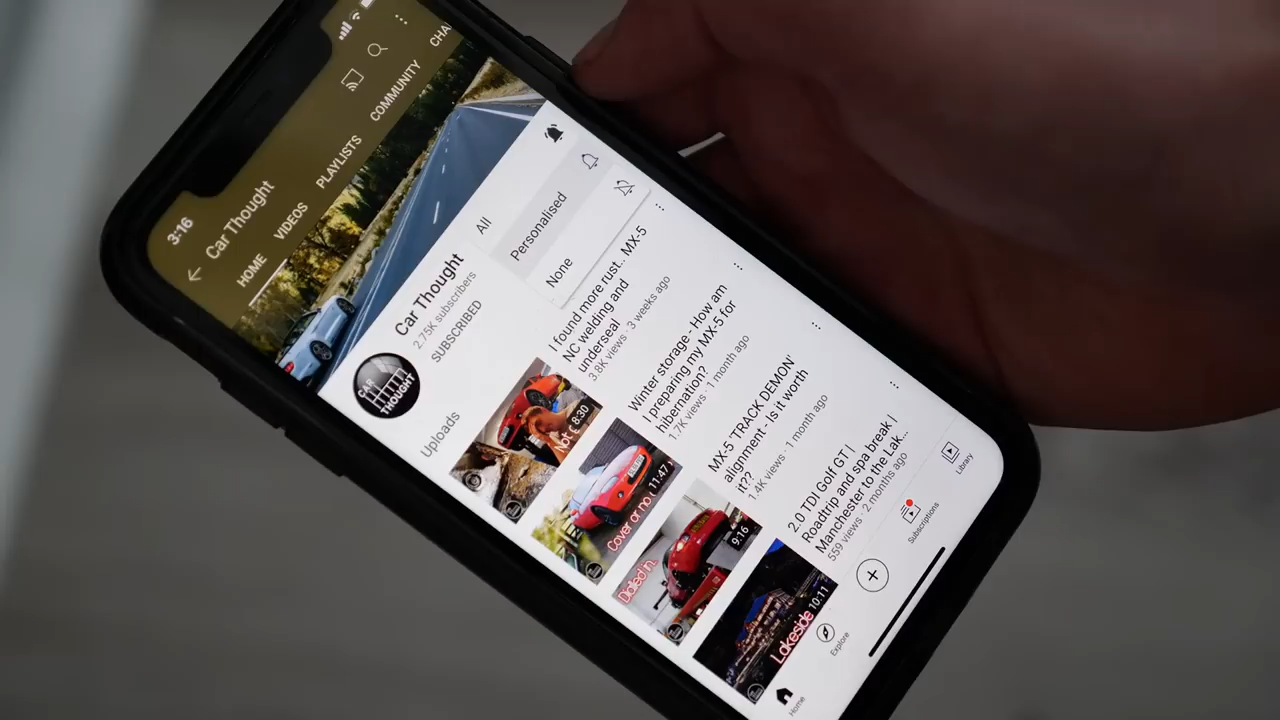 3:16
Car Thought
HOME
VIDEOS
PLAYLISTS
COMMUNITY
Car Thought
2.75K subscribers
SUBSCRIBED
CAR
THOUGHT
All
Personalised
None
Uploads
I found more rust.. MX-5
NC welding and
underseal
3.8K views · 3 weeks ago
8:30
Winter storage - How am
I preparing my MX-5 for
hibernation?
1.7K views · 1 month ago
Cover or not
11:47
MX-5 'TRACK DEMON'
alignment - Is it worth
it??
1.4K views · 1 month ago
Dialed in..
9:16
2.0 TDI Golf GT |
Roadtrip and spa break |
Manchester to the Lak...
559 views · 2 months ago
Lakeside
10:11
Home
Explore
Subscriptions
Library